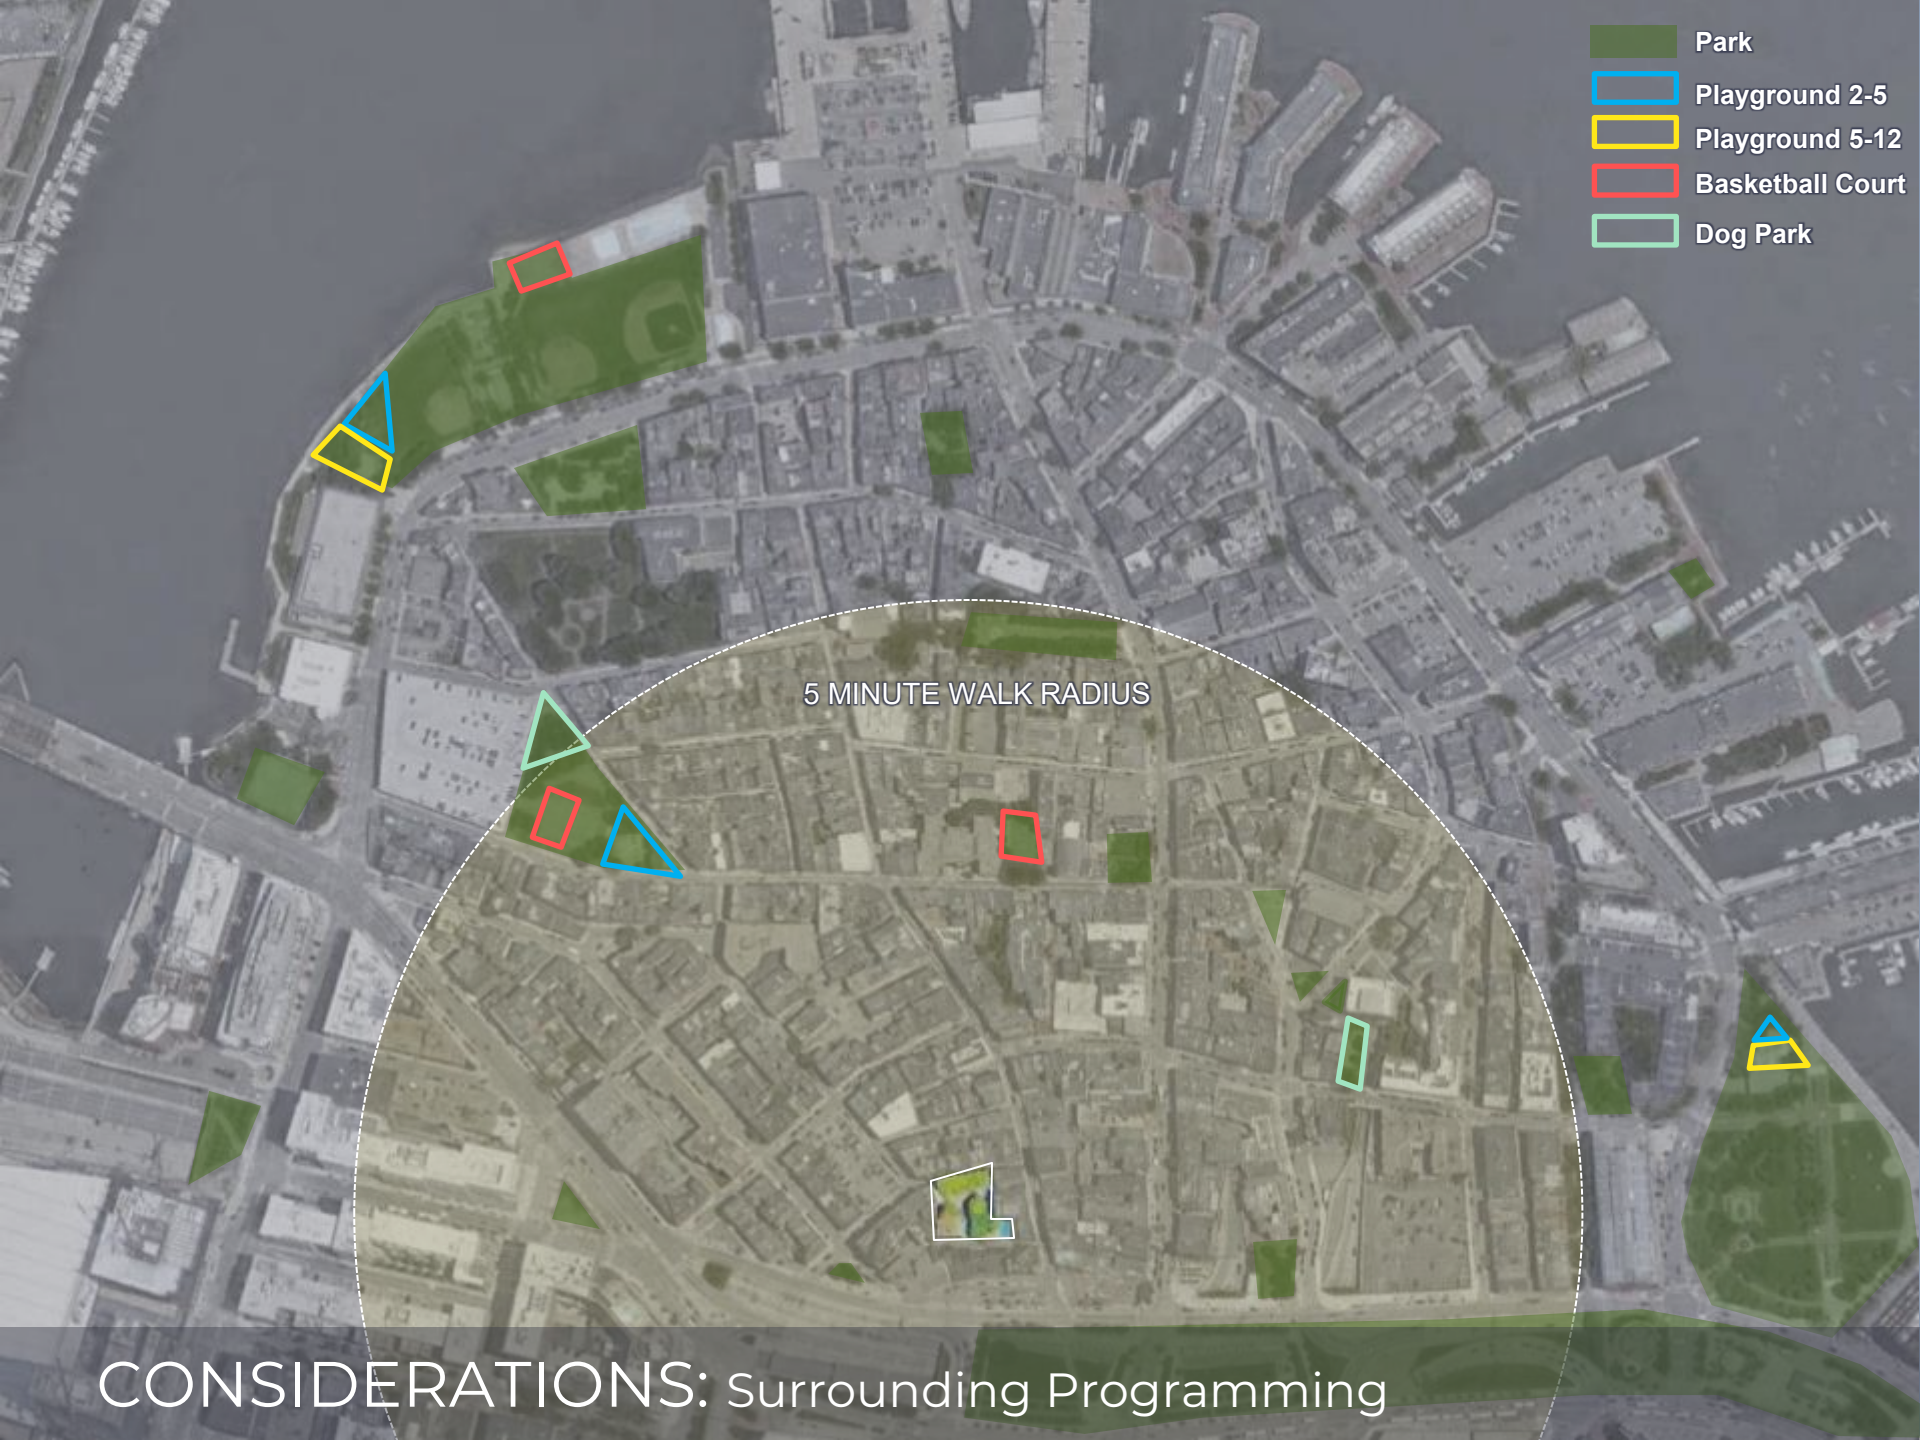 Park
Playground 2-5
Playground 5-12
Basketball Court
Dog Park
5 MINUTE WALK RADIUS
CONSIDERATIONS: Surrounding Programming